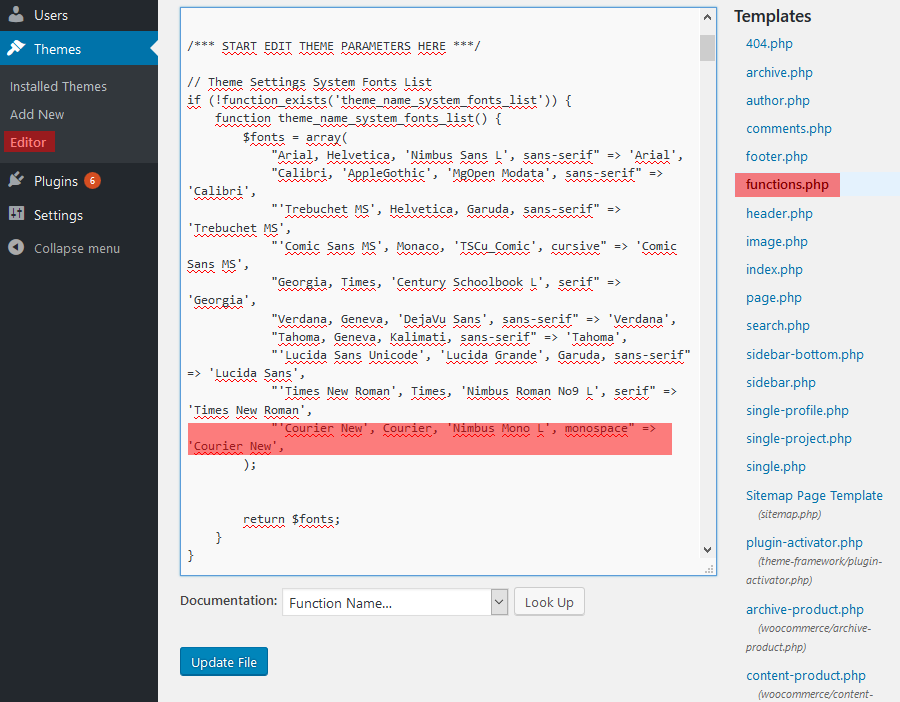 Users
Themes
Installed Themes
Add New
Editor
Plugins 6
Settings
Collapse menu
/*** START EDIT THEME PARAMETERS HERE ***/
// Theme Settings System Fonts List
if (!function_exists('theme_name_system_fonts_list')) {
function theme_name_system_fonts_list() {
$fonts = array(
"Arial, Helvetica, 'Nimbus Sans L', sans-serif" => 'Arial',
"Calibri, 'AppleGothic', 'MgOpen Modata', sans-serif" =>
'Calibri',
"'Trebuchet MS', Helvetica, Garuda, sans-serif" =>
'Trebuchet MS',
"'Comic Sans MS', Monaco, 'TSCu_Comic', cursive" => 'Comic
Sans MS',
"Georgia, Times, 'Century Schoolbook L', serif" =>
'Georgia',
"Verdana, Geneva, 'DejaVu Sans', sans-serif" => 'Verdana',
"Tahoma, Geneva, Kalimati, sans-serif" => 'Tahoma',
"'Lucida Sans Unicode', 'Lucida Grande', Garuda, sans-serif"
=> 'Lucida Sans',
"'Times New Roman', Times, 'Nimbus Roman No9 L', serif" =>
'Times New Roman',
"'Courier New', Courier, 'Nimbus Mono L', monospace" =>
'Courier New',
);
return $fonts;
}
}
Documentation: Function Name... Look Up
Update File
Templates
404.php
archive.php
author.php
comments.php
footer.php
functions.php
header.php
image.php
index.php
page.php
search.php
sidebar-bottom.php
sidebar.php
single-profile.php
single-project.php
single.php
Sitemap Page Template
(sitemap.php)
plugin-activator.php
(theme-framework/plugin-
activator.php)
archive-product.php
(woocommerce/archive-
product.php)
content-product.php
(woocommerce/content-